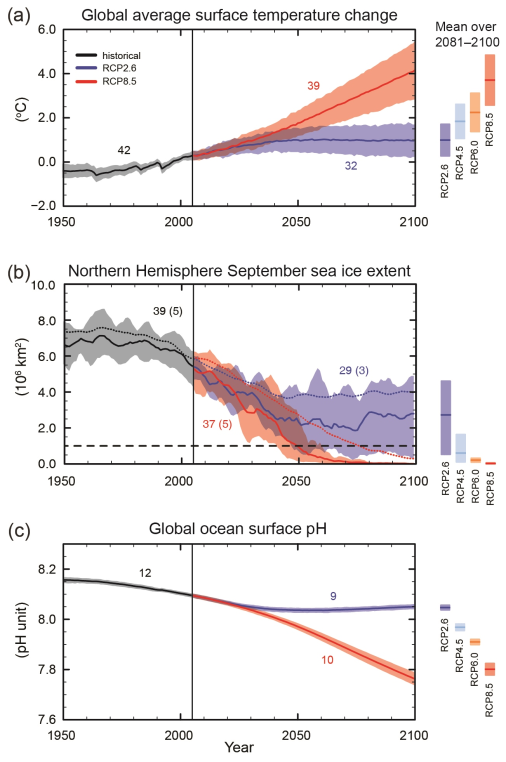 (a) Global average surface temperature change
Mean over
2081–2100
6.0
historical
RCP2.6
RCP8.5
39
4.0
(°C)
2.0
42
0.0
32
−2.0
1950 2000 2050 2100
RCP2.6
RCP4.5
RCP6.0
RCP8.5
(b) Northern Hemisphere September sea ice extent
10.0
39 (5)
8.0
(10⁶ km²)
6.0
29 (3)
4.0
37 (5)
2.0
0.0
1950 2000 2050 2100
RCP2.6
RCP4.5
RCP6.0
RCP8.5
(c) Global ocean surface pH
12
8.2
9
(pH unit)
8.0
10
7.8
7.6
1950 2000 2050 2100
Year
RCP2.6
RCP4.5
RCP6.0
RCP8.5